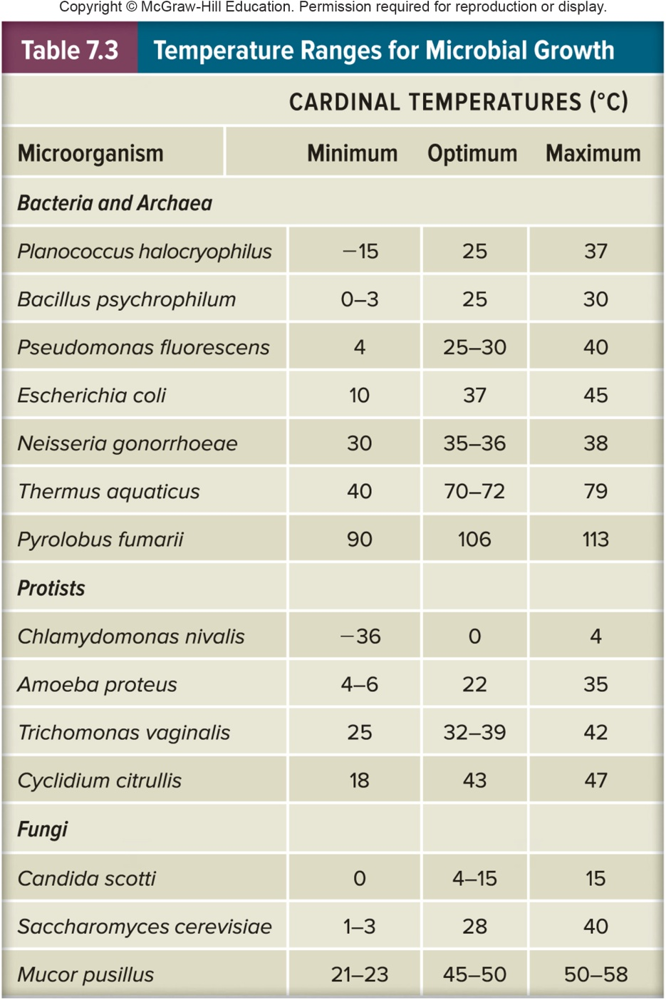 Copyright © McGraw-Hill Education. Permission required for reproduction or display.
Table 7.3 Temperature Ranges for Microbial Growth
CARDINAL TEMPERATURES (°C)
Microorganism Minimum Optimum Maximum
Bacteria and Archaea
Planococcus halocryophilus −15 25 37
Bacillus psychrophilum 0–3 25 30
Pseudomonas fluorescens 4 25–30 40
Escherichia coli 10 37 45
Neisseria gonorrhoeae 30 35–36 38
Thermus aquaticus 40 70–72 79
Pyrolobus fumarii 90 106 113
Protists
Chlamydomonas nivalis −36 0 4
Amoeba proteus 4–6 22 35
Trichomonas vaginalis 25 32–39 42
Cyclidium citrullis 18 43 47
Fungi
Candida scotti 0 4–15 15
Saccharomyces cerevisiae 1–3 28 40
Mucor pusillus 21–23 45–50 50–58